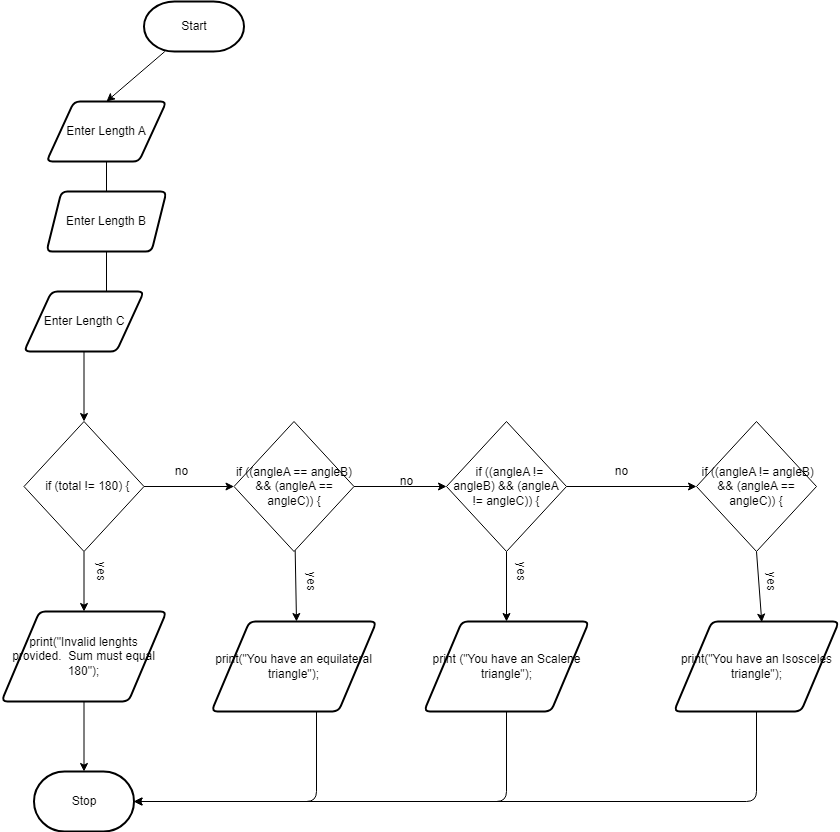 Start
Enter Length A
Enter Length B
Enter Length C
if (total != 180) {
no
if ((angleA == angleB)
&& (angleA ==
angleC)) {
no
if ((angleA !=
angleB) && (angleA
!= angleC)) {
no
if ((angleA != angleB)
&& (angleA ==
angleC)) {
yes
yes
yes
yes
print("Invalid lenghts
provided.  Sum must equal
180");
print("You have an equilateral
triangle");
print ("You have an Scalene
triangle");
print("You have an Isosceles
triangle");
Stop